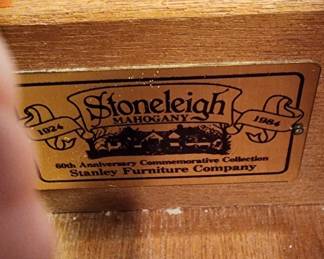 Stoneleigh
MAHOGANY
1924
1984
60th Anniversary Commemorative Collection
Stanley Furniture Company